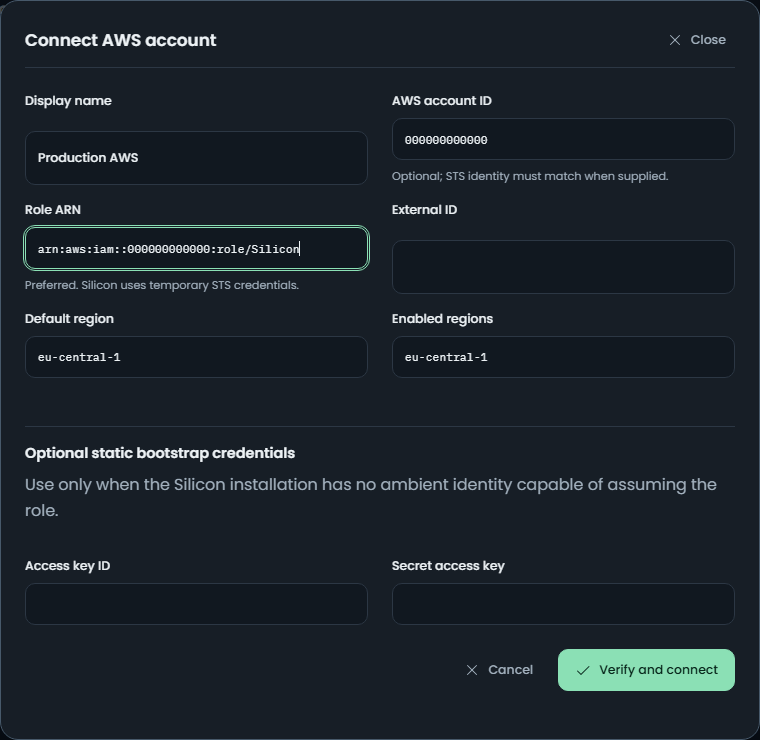 Connect AWS account
Close
Display name
AWS account ID
Production AWS
000000000000
Optional; STS identity must match when supplied.
Role ARN
External ID
arn:aws:iam::000000000000:role/Silicon
Preferred. Silicon uses temporary STS credentials.
Default region
Enabled regions
eu-central-1
eu-central-1
Optional static bootstrap credentials
Use only when the Silicon installation has no ambient identity capable of assuming the
role.
Access key ID
Secret access key
Cancel
Verify and connect